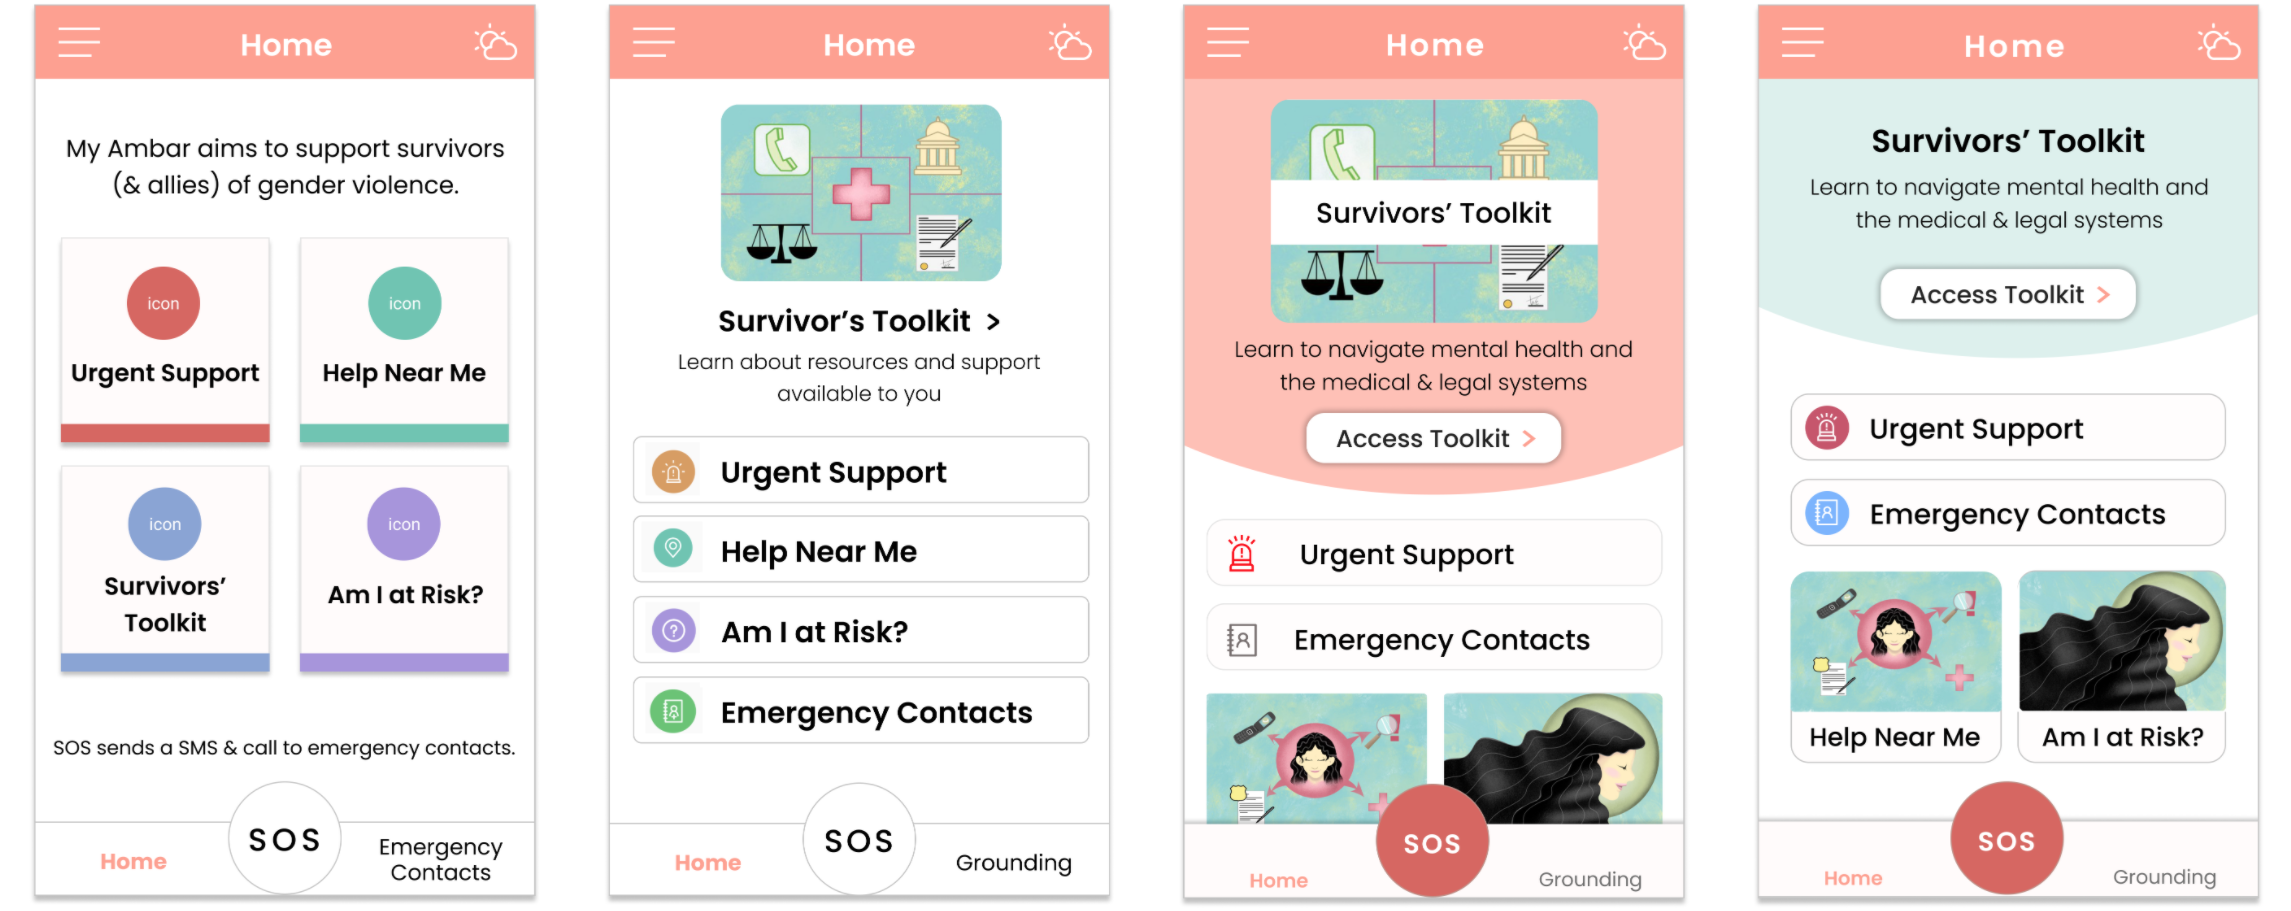 Home
My Ambar aims to support survivors
(& allies) of gender violence.
icon
Urgent Support
icon
Help Near Me
icon
Survivors’
Toolkit
icon
Am I at Risk?
SOS sends a SMS & call to emergency contacts.
Home
SOS
Emergency
Contacts
Home
Survivor’s Toolkit >
Learn about resources and support
available to you
Urgent Support
Help Near Me
Am I at Risk?
Emergency Contacts
Home
SOS
Grounding
Home
Survivors’ Toolkit
Learn to navigate mental health and
the medical & legal systems
Access Toolkit >
Urgent Support
Emergency Contacts
Home
SOS
Grounding
Home
Survivors’ Toolkit
Learn to navigate mental health and
the medical & legal systems
Access Toolkit >
Urgent Support
Emergency Contacts
Help Near Me
Am I at Risk?
Home
SOS
Grounding